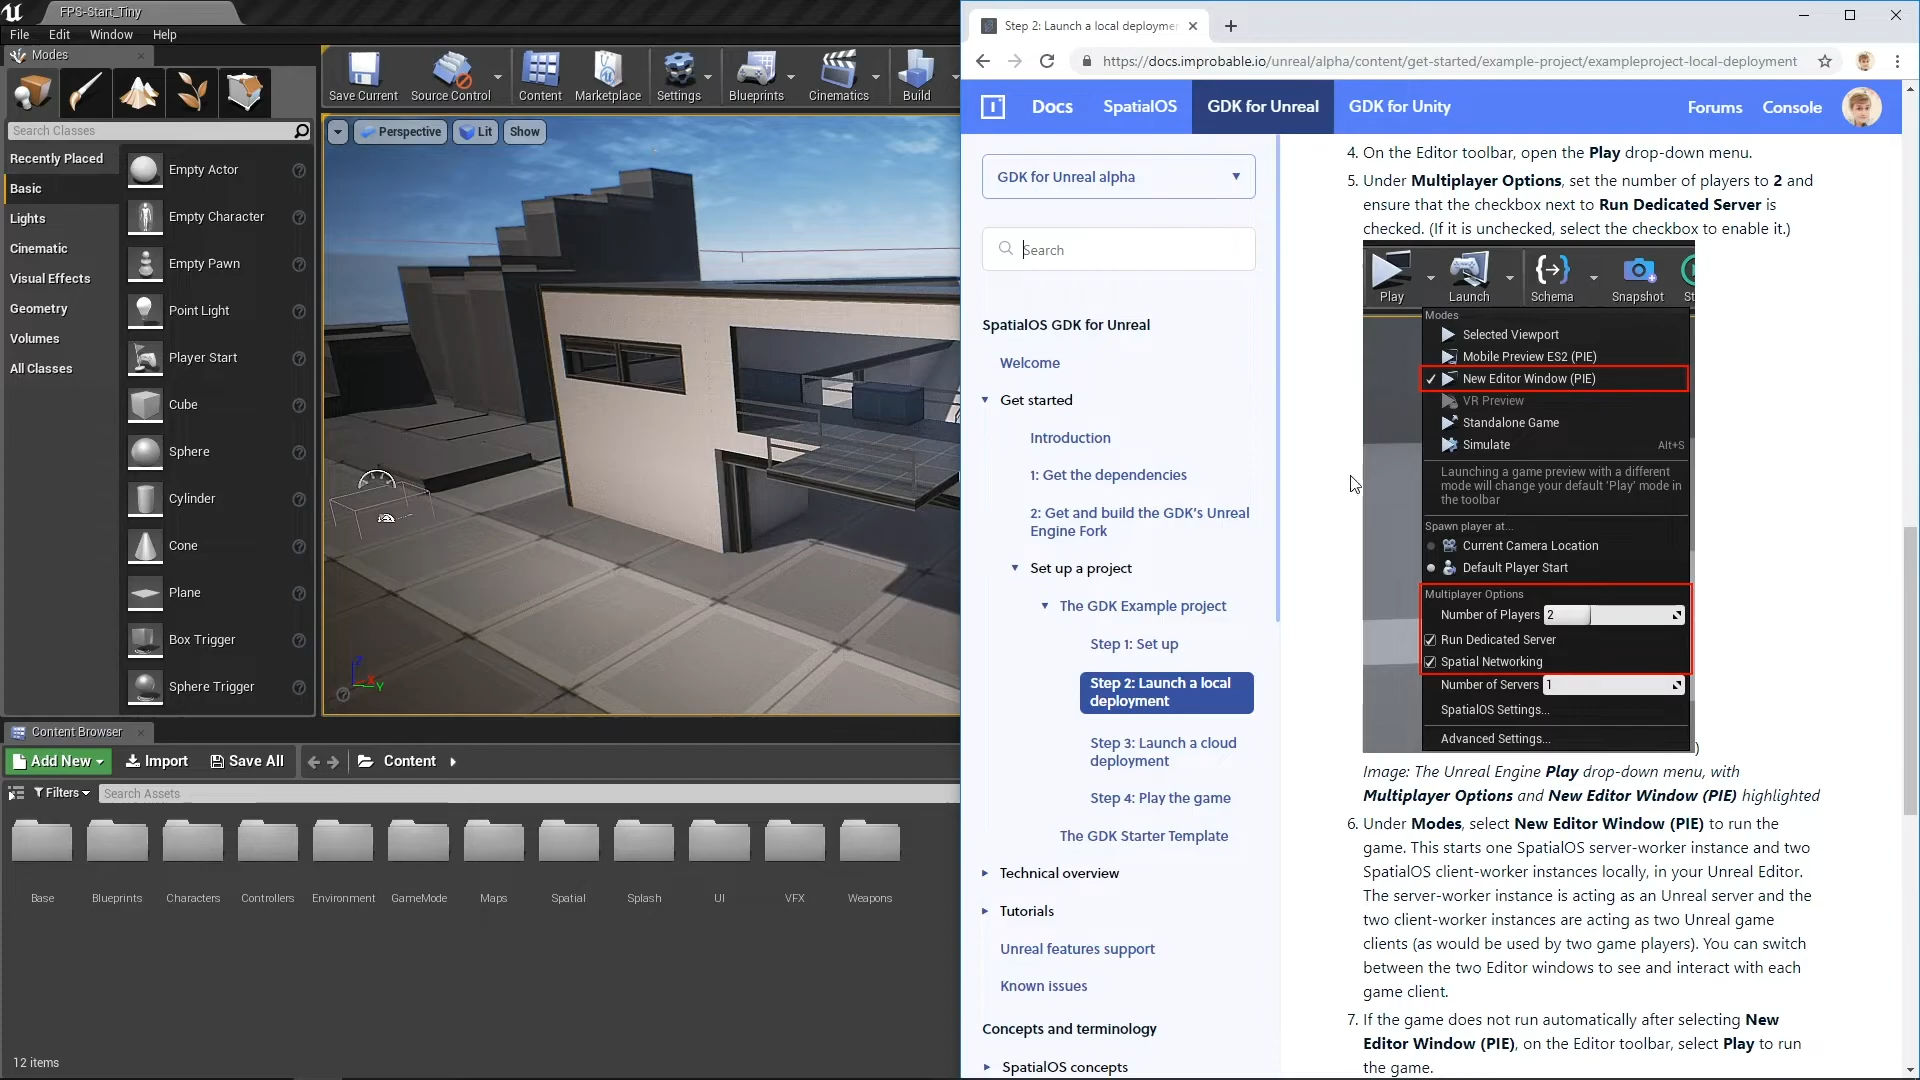 FPS-Start_Tiny
File Edit Window Help
Modes
Save Current
Source Control
Content
Marketplace
Settings
Blueprints
Cinematics
Build
Search Classes
Perspective
Lit
Show
Recently Placed
Basic
Lights
Cinematic
Visual Effects
Geometry
Volumes
All Classes
Empty Actor
Empty Character
Empty Pawn
Point Light
Player Start
Cube
Sphere
Cylinder
Cone
Plane
Box Trigger
Sphere Trigger
Z
X
Y
Content Browser
Add New
Import
Save All
Content
Filters
Search Assets
Base
Blueprints
Characters
Controllers
Environment
GameMode
Maps
Spatial
Splash
UI
VFX
Weapons
12 items
Step 2: Launch a local deployme
https://docs.improbable.io/unreal/alpha/content/get-started/example-project/exampleproject-local-deployment
Docs
SpatialOS
GDK for Unreal
GDK for Unity
Forums
Console
GDK for Unreal alpha
Search
SpatialOS GDK for Unreal
Welcome
Get started
Introduction
1: Get the dependencies
2: Get and build the GDK's Unreal
Engine Fork
Set up a project
The GDK Example project
Step 1: Set up
Step 2: Launch a local
deployment
Step 3: Launch a cloud
deployment
Step 4: Play the game
The GDK Starter Template
Technical overview
Tutorials
Unreal features support
Known issues
Concepts and terminology
SpatialOS concepts
4. On the Editor toolbar, open the Play drop-down menu.
5. Under Multiplayer Options, set the number of players to 2 and
ensure that the checkbox next to Run Dedicated Server is
checked. (If it is unchecked, select the checkbox to enable it.)
Play
Launch
Schema
Snapshot
St
Modes
Selected Viewport
Mobile Preview ES2 (PIE)
New Editor Window (PIE)
VR Preview
Standalone Game
Simulate Alt+S
Launching a game preview with a different
mode will change your default 'Play' mode in
the toolbar
Spawn player at...
Current Camera Location
Default Player Start
Multiplayer Options
Number of Players 2
Run Dedicated Server
Spatial Networking
Number of Servers 1
SpatialOS Settings...
Advanced Settings...
)
Image: The Unreal Engine Play drop-down menu, with
Multiplayer Options and New Editor Window (PIE) highlighted
6. Under Modes, select New Editor Window (PIE) to run the
game. This starts one SpatialOS server-worker instance and two
SpatialOS client-worker instances locally, in your Unreal Editor.
The server-worker instance is acting as an Unreal server and the
two client-worker instances are acting as two Unreal game
clients (as would be used by two game players). You can switch
between the two Editor windows to see and interact with each
game client.
7. If the game does not run automatically after selecting New
Editor Window (PIE), on the Editor toolbar, select Play to run
the game.